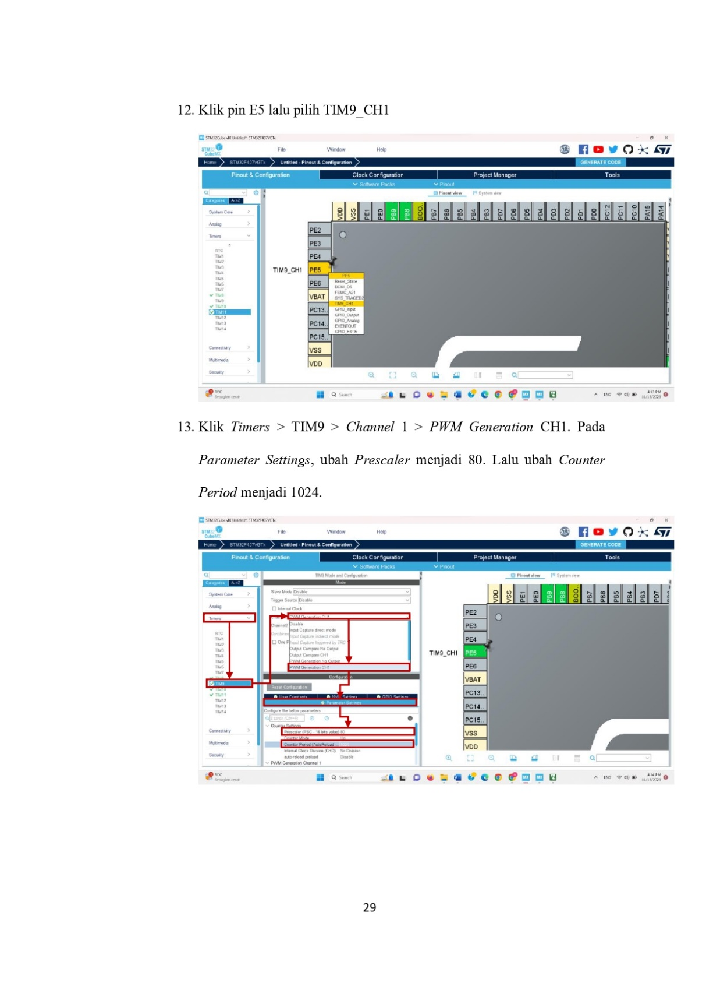 12. Klik pin E5 lalu pilih TIM9_CH1
STM32CubeMX Untitled*: STM32F407VGTx
STM32
CubeMX
File Window Help
Home STM32F407VGTx Untitled - Pinout & Configuration GENERATE CODE
Pinout & Configuration Clock Configuration Project Manager Tools
Software Packs Pinout
Pinout view System view
Categories A->Z
System Core
Analog
Timers
RTC
TIM1
TIM2
TIM3
TIM4
TIM5
TIM6
TIM7
TIM8
TIM9
TIM10
TIM11
TIM12
TIM13
TIM14
Connectivity
Multimedia
Security
VDD VSS PE1 PE0 PB9 PB8 BOO.. PB7 PB6 PB5 PB4 PB3 PD7 PD6 PD5 PD4 PD3 PD2 PD1 PD0 PC12 PC11 PC10 PA15 PA14
PE2
PE3
PE4
TIM9_CH1 PE5
PE6
VBAT
PC13..
PC14..
PC15..
VSS
VDD
PE5
Reset_State
DCMI_D6
FSMC_A21
SYS_TRACED2
TIM9_CH1
GPIO_Input
GPIO_Output
GPIO_Analog
EVENTOUT
GPIO_EXTI5
31°C
Sebagian cerah
Search
ENG
4:13 PM
11/12/2023
13. Klik Timers > TIM9 > Channel 1 > PWM Generation CH1. Pada
Parameter Settings, ubah Prescaler menjadi 80. Lalu ubah Counter
Period menjadi 1024.
STM32CubeMX Untitled*: STM32F407VGTx
STM32
CubeMX
File Window Help
Home STM32F407VGTx Untitled - Pinout & Configuration GENERATE CODE
Pinout & Configuration Clock Configuration Project Manager Tools
Software Packs Pinout
Categories A->Z
System Core
Analog
Timers
RTC
TIM1
TIM2
TIM3
TIM4
TIM5
TIM6
TIM7
TIM9
TIM10
TIM11
TIM12
TIM13
TIM14
Connectivity
Multimedia
Security
TIM9 Mode and Configuration
Mode
Slave Mode Disable
Trigger Source Disable
Internal Clock
PWM Generation CH1
Channel2 Disable
Input Capture direct mode
Combined Input Capture indirect mode
One P Input Capture triggered by TRC
Output Compare No Output
Output Compare CH1
PWM Generation No Output
PWM Generation CH1
Configuration
Reset Configuration
User Constants NVIC Settings GPIO Settings
Parameter Settings
Configure the below parameters
Search (Ctrl+F)
Counter Settings
Prescaler (PSC - 16 bits value) 80
Counter Mode Up
Counter Period (AutoReload
Internal Clock Division (CKD) No Division
auto-reload preload Disable
PWM Generation Channel 1
Pinout view System view
VDD VSS PE1 PE0 PB9 PB8 BOO.. PB7 PB6 PB5 PB4 PB3 PD7
PE2
PE3
PE4
TIM9_CH1 PE5
PE6
VBAT
PC13..
PC14..
PC15..
VSS
VDD
31°C
Sebagian cerah
Search
ENG
4:14 PM
11/12/2023
29